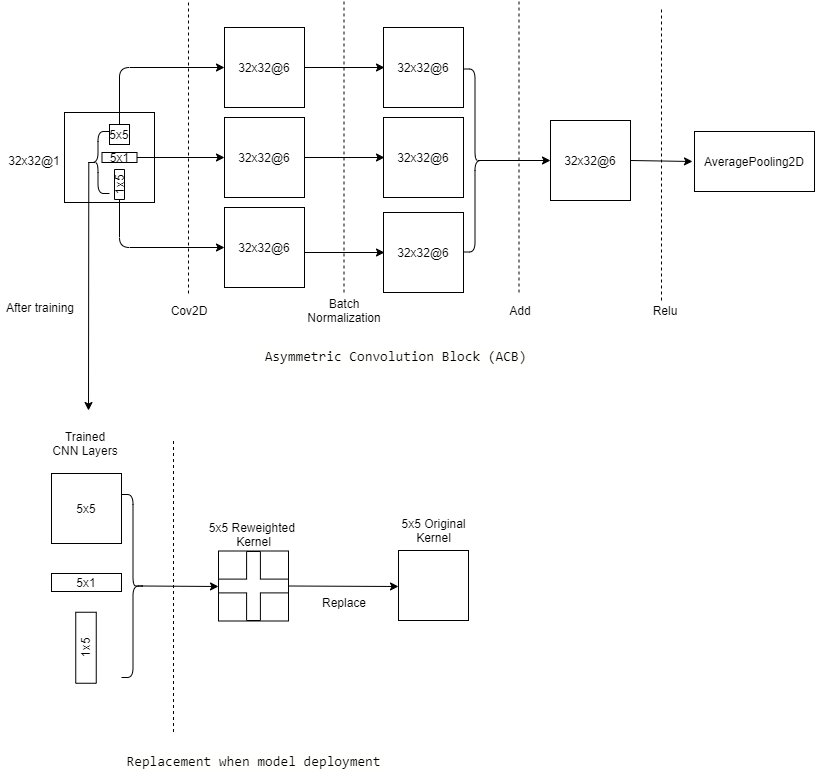 32x32@6
32x32@6
5x5
32x32@1
5x1
32x32@6
32x32@6
32x32@6
AveragePooling2D
1x5
32x32@6
32x32@6
After training
Cov2D
Batch
Normalization
Add
Relu
Asymmetric Convolution Block (ACB)
Trained
CNN Layers
5x5
5x1
1x5
5x5 Reweighted
Kernel
5x5 Original
Kernel
Replace
Replacement when model deployment